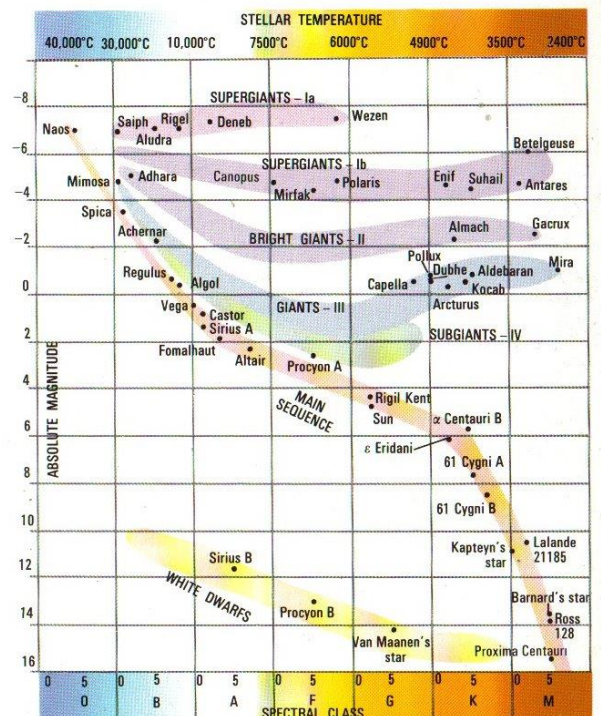 STELLAR TEMPERATURE
40,000°C 30,000°C 10,000°C 7500°C 6000°C 4900°C 3500°C 2400°C
-8
SUPERGIANTS – Ia
Naos
Saiph
Rigel
Aludra
Deneb
Wezen
-6
SUPERGIANTS – Ib
Betelgeuse
Mimosa
Adhara
Canopus
Mirfak
Polaris
Enif
Suhail
Antares
-4
Spica
Achernar
BRIGHT GIANTS – II
Almach
Gacrux
-2
Regulus
Algol
Pollux
Dubhe
Aldebaran
Mira
Capella
Kocab
Arcturus
0
GIANTS – III
Vega
Castor
Sirius A
SUBGIANTS – IV
2
Fomalhaut
Altair
Procyon A
4
MAIN
SEQUENCE
Rigil Kent
Sun
α Centauri B
6
ε Eridani
61 Cygni A
8
61 Cygni B
10
Kapteyn's
star
Lalande
21185
Sirius B
12
WHITE DWARFS
Procyon B
Barnard's star
Ross
128
14
Van Maanen's
star
Proxima Centauri
16
ABSOLUTE MAGNITUDE
0 5 0 5 0 5 0 5 0 5 0 5 0 5
O B A F G K M
SPECTRAL CLASS